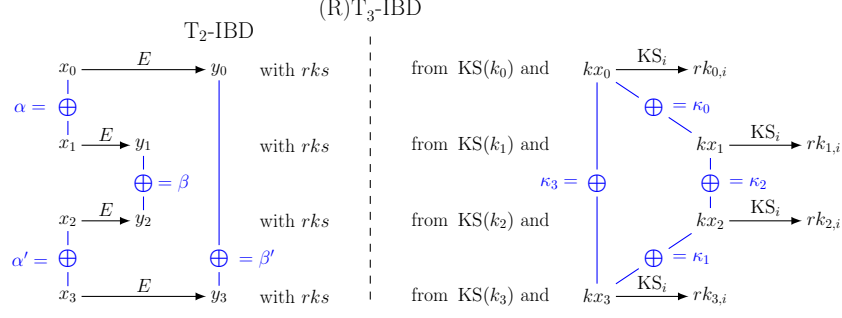 (R)T₃-IBD
T₂-IBD
x₀ E y₀ with rks from KS(k₀) and kx₀ KSᵢ rk₀,ᵢ
α = ⊕ ⊕ = κ₀
x₁ E y₁ with rks from KS(k₁) and kx₁ KSᵢ rk₁,ᵢ
⊕ = β κ₃ = ⊕ ⊕ = κ₂
x₂ E y₂ with rks from KS(k₂) and kx₂ KSᵢ rk₂,ᵢ
α′ = ⊕ ⊕ = β′ ⊕ = κ₁
x₃ E y₃ with rks from KS(k₃) and kx₃ KSᵢ rk₃,ᵢ